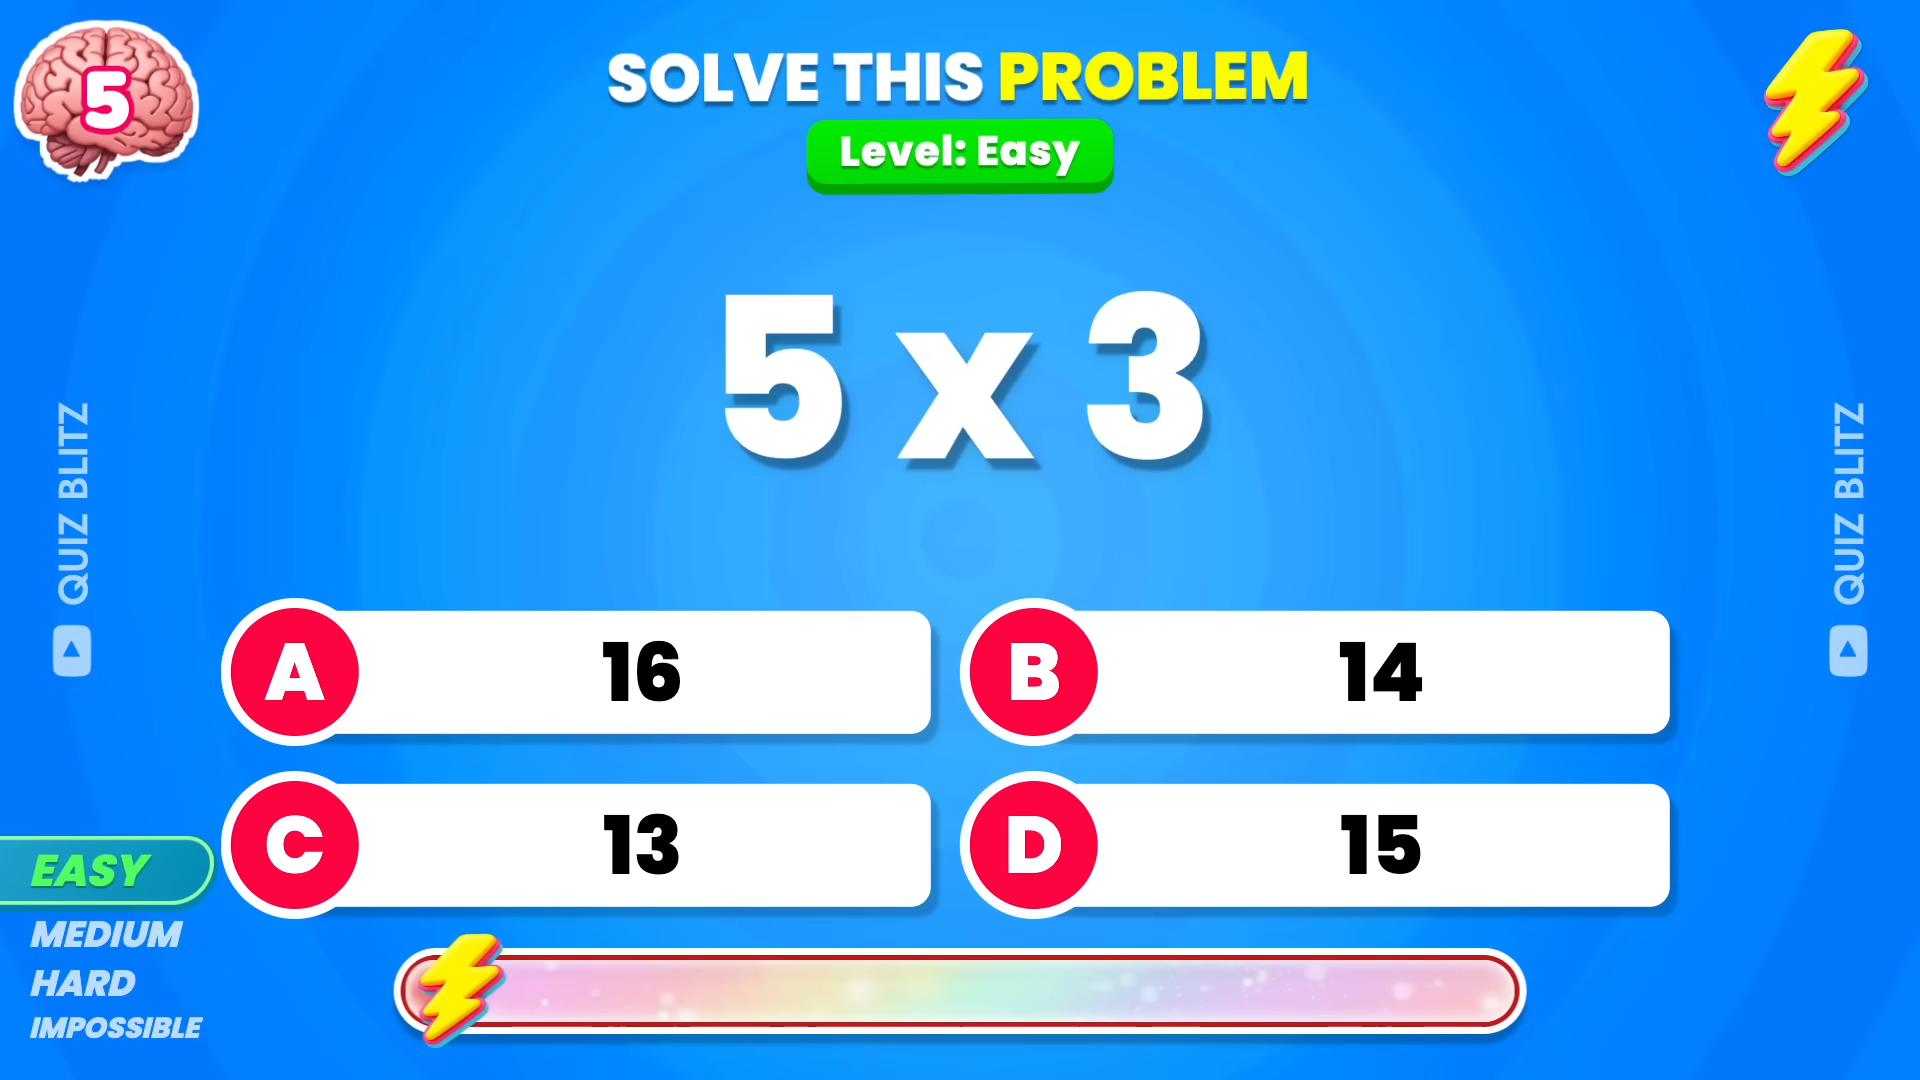 5
SOLVE THIS PROBLEM
Level: Easy
5 x 3
QUIZ BLITZ
QUIZ BLITZ
A 16
B 14
C 13
D 15
EASY
MEDIUM
HARD
IMPOSSIBLE